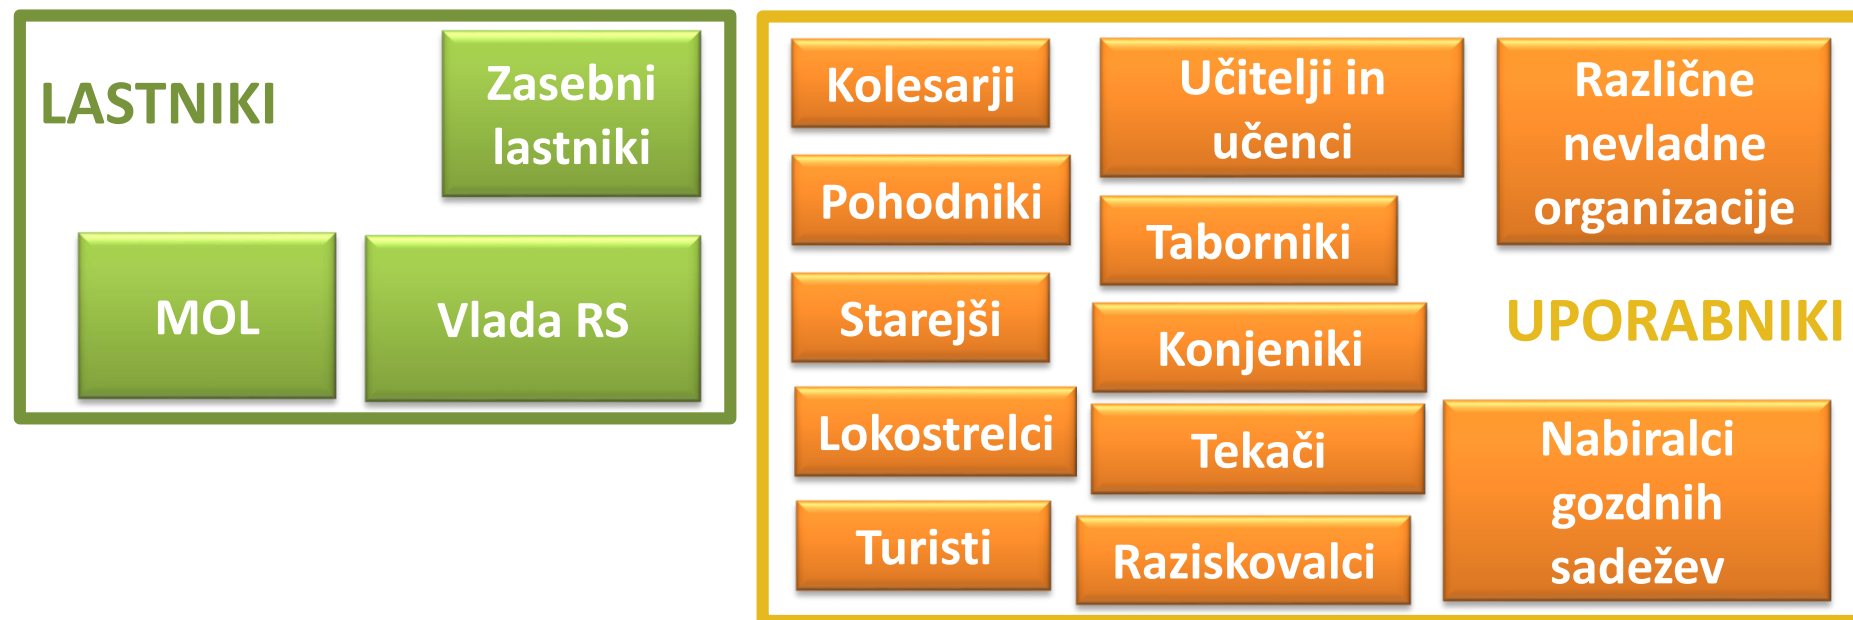 LASTNIKI
Zasebni
lastniki
MOL
Vlada RS
Kolesarji
Pohodniki
Starejši
Lokostrelci
Turisti
Učitelji in
učenci
Taborniki
Konjeniki
Tekači
Raziskovalci
Različne
nevladne
organizacije
UPORABNIKI
Nabiralci
gozdnih
sadežev